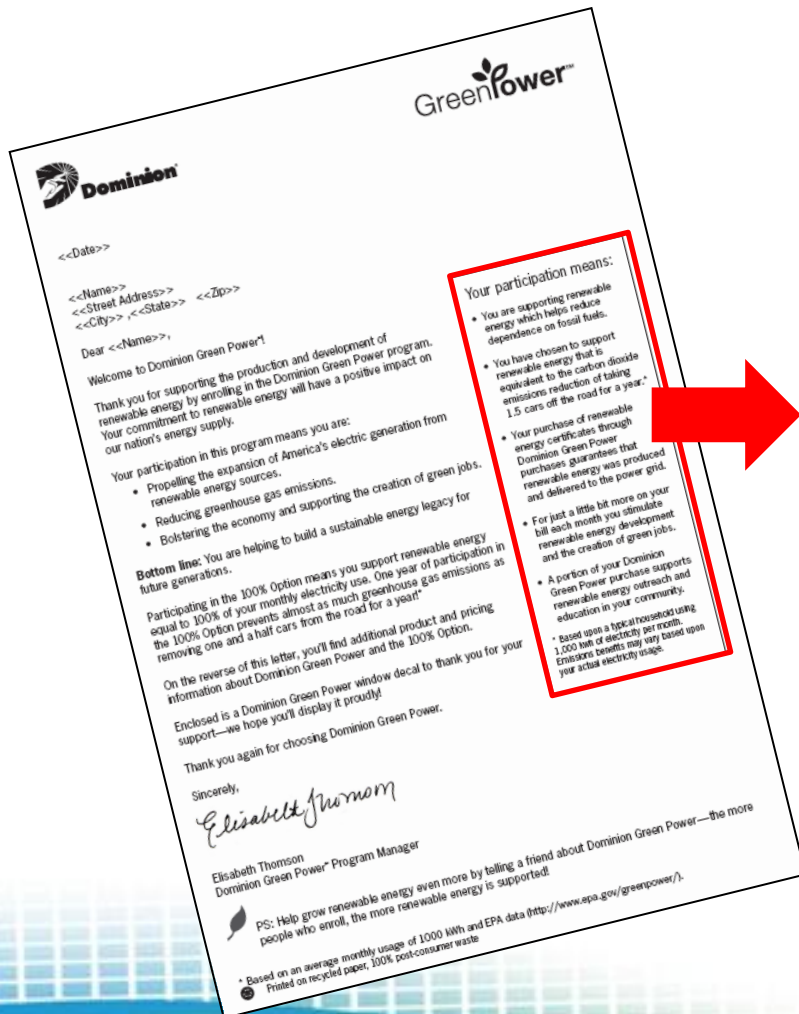 GreenPower℠
Dominion®
<<Date>>
<<Name>>
<<Street Address>>
<<City>> ,<<State>> <<Zip>>
Dear <<Name>>,
Welcome to Dominion Green Power℠!
Thank you for supporting the production and development of
renewable energy by enrolling in the Dominion Green Power program.
Your commitment to renewable energy will have a positive impact on
our nation's energy supply.
Your participation in this program means you are:
• Propelling the expansion of America's electric generation from
renewable energy sources.
• Reducing greenhouse gas emissions.
• Bolstering the economy and supporting the creation of green jobs.
Bottom line: You are helping to build a sustainable energy legacy for
future generations.
Participating in the 100% Option means you support renewable energy
equal to 100% of your monthly electricity use. One year of participation in
the 100% Option prevents almost as much greenhouse gas emissions as
removing one and a half cars from the road for a year!*
On the reverse of this letter, you'll find additional product and pricing
information about Dominion Green Power and the 100% Option.
Enclosed is a Dominion Green Power window decal to thank you for your
support—we hope you'll display it proudly!
Thank you again for choosing Dominion Green Power.
Sincerely,
Elisabeth Thomson
Elisabeth Thomson
Dominion Green Power℠ Program Manager
PS: Help grow renewable energy even more by telling a friend about Dominion Green Power—the more
people who enroll, the more renewable energy is supported!
* Based on an average monthly usage of 1000 kWh and EPA data (http://www.epa.gov/greenpower/).
Printed on recycled paper, 100% post-consumer waste
Your participation means:
• You are supporting renewable
energy which helps reduce
dependence on fossil fuels.
• You have chosen to support
renewable energy that is
equivalent to the carbon dioxide
emissions reduction of taking
1.5 cars off the road for a year.*
• Your purchase of renewable
energy certificates through
Dominion Green Power
purchases guarantees that
renewable energy was produced
and delivered to the power grid.
• For just a little bit more on your
bill each month you stimulate
renewable energy development
and the creation of green jobs.
• A portion of your Dominion
Green Power purchase supports
renewable energy outreach and
education in your community.
* Based upon a typical household using
1,000 kwh of electricity per month.
Emissions benefits may vary based upon
your actual electricity usage.